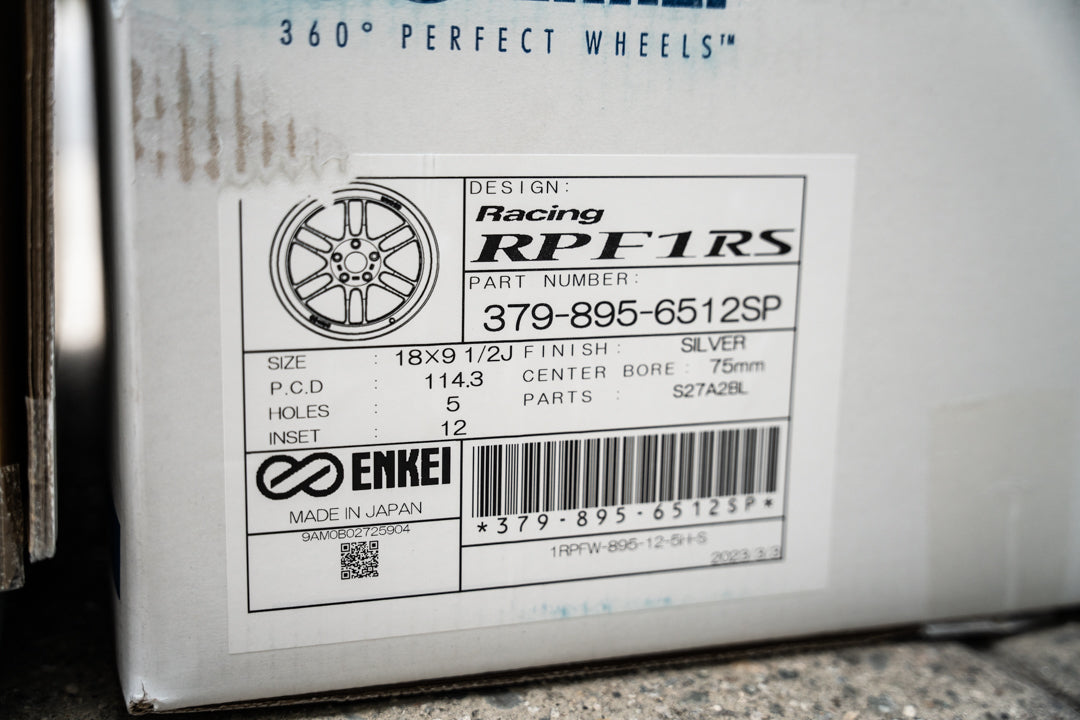 360° PERFECT WHEELS™
DESIGN:
Racing
RPF1RS
PART NUMBER:
379-895-6512SP
SIZE : 18X9 1/2J
P.C.D : 114.3
HOLES : 5
INSET : 12
FINISH : SILVER
CENTER BORE : 75mm
PARTS : S27A2BL
ENKEI
MADE IN JAPAN
9AM0B02725904
*379-895-6512SP*
1RPFW-895-12-5H-S
2023/3/3